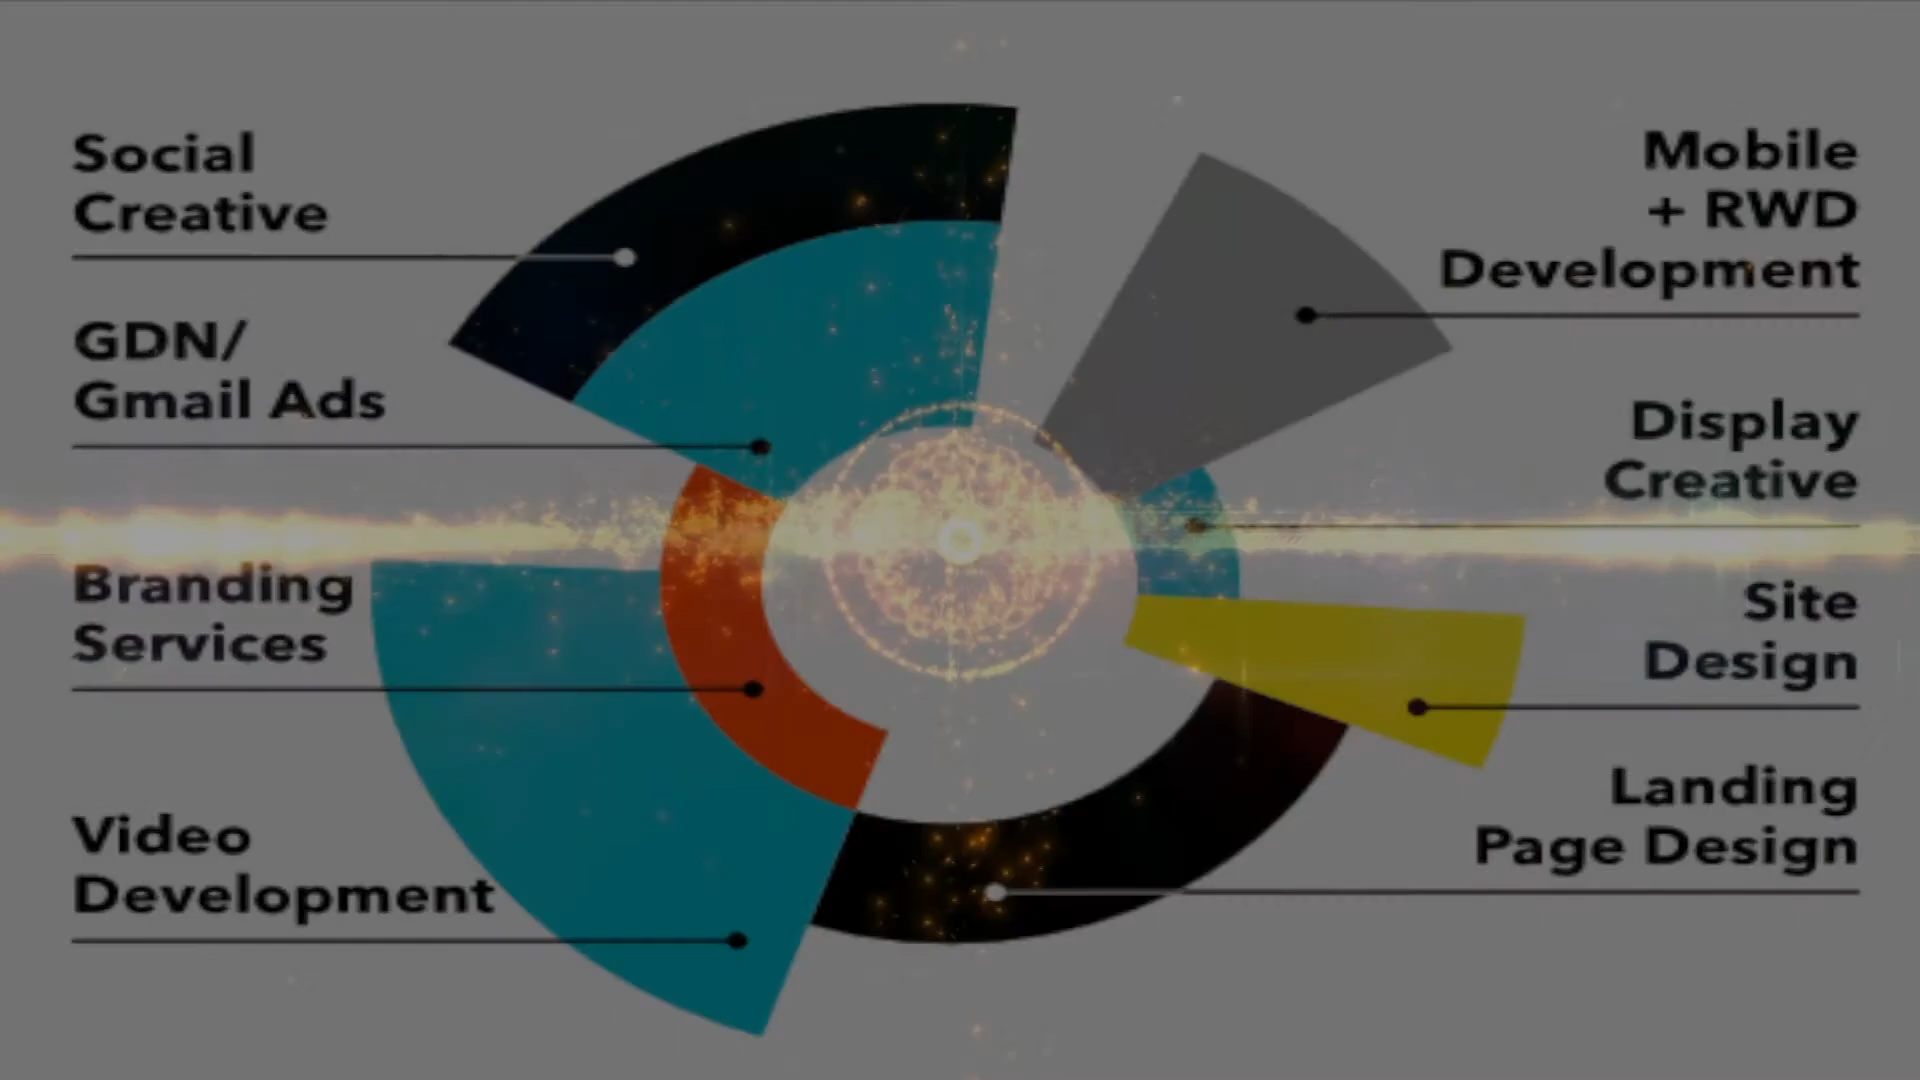 Social
Creative
GDN/
Gmail Ads
Branding
Services
Video
Development
Mobile
+ RWD
Development
Display
Creative
Site
Design
Landing
Page Design